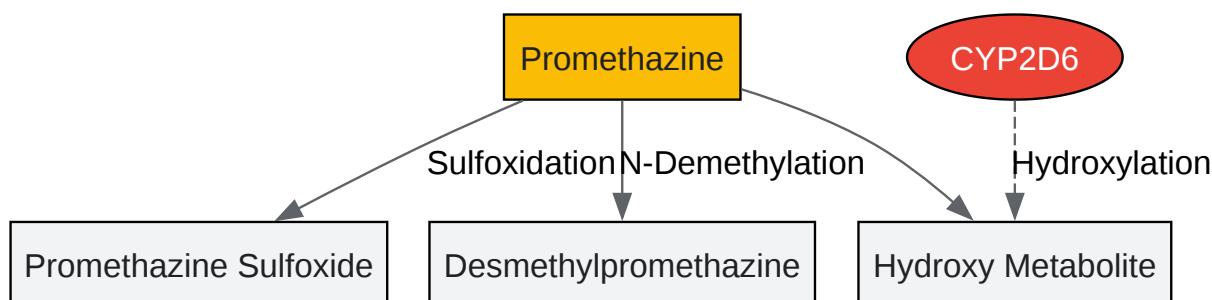 Promethazine
CYP2D6
Sulfoxidation
N-Demethylation
Hydroxylation
Promethazine Sulfoxide
Desmethylpromethazine
Hydroxy Metabolite